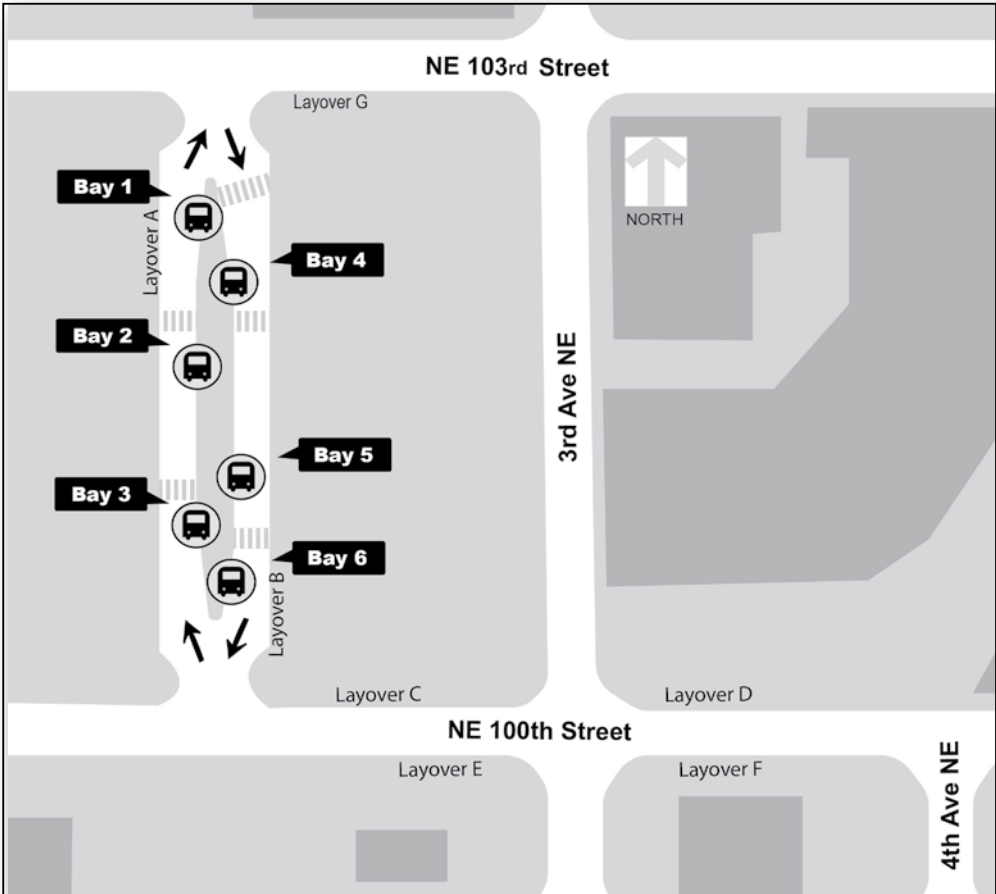 NE 103rd Street
Layover G
Bay 1
NORTH
Layover A
Bay 4
Bay 2
3rd Ave NE
Bay 5
Bay 3
Bay 6
Layover B
Layover C
Layover D
NE 100th Street
Layover E
Layover F
4th Ave NE